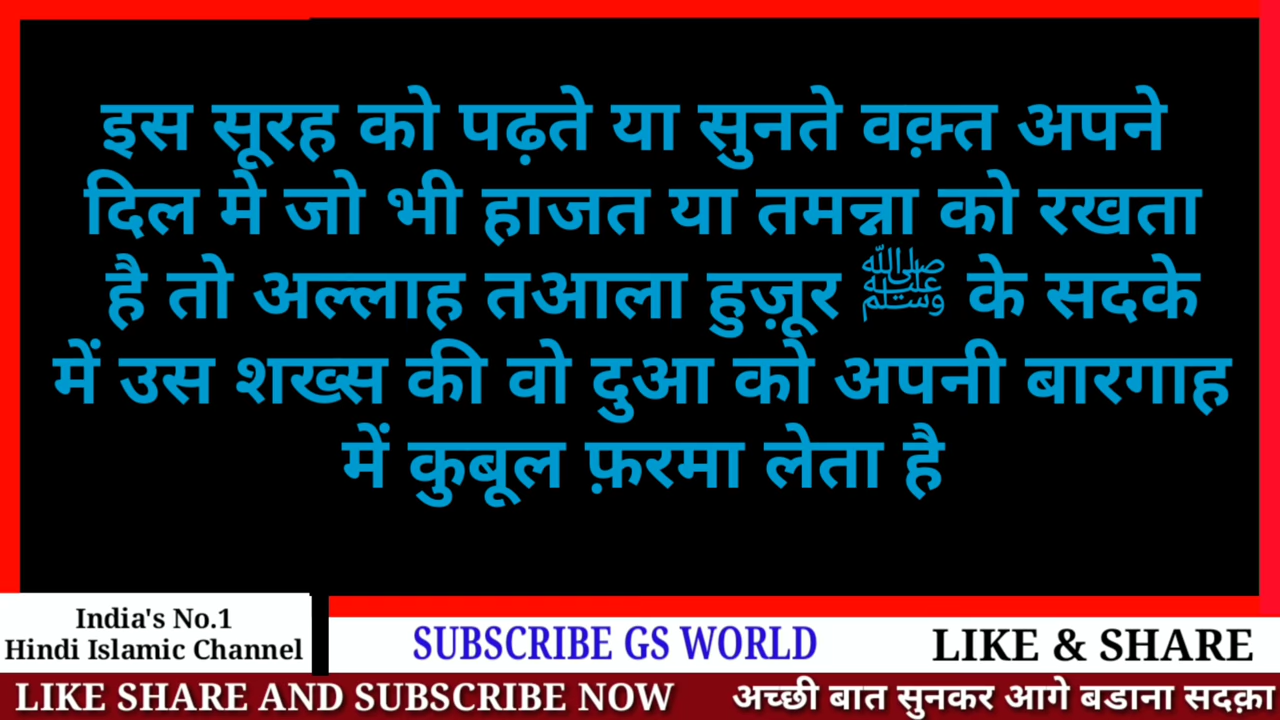 इस सूरह को पढ़ते या सुनते वक़्त अपने
दिल मे जो भी हाजत या तमन्ना को रखता
है तो अल्लाह तआला हुज़ूर ﷺ के सदके
में उस शख्स की वो दुआ को अपनी बारगाह
में कुबूल फ़रमा लेता है
India's No.1
Hindi Islamic Channel
SUBSCRIBE GS WORLD
LIKE & SHARE
LIKE SHARE AND SUBSCRIBE NOW
अच्छी बात सुनकर आगे बडाना सदक़ा